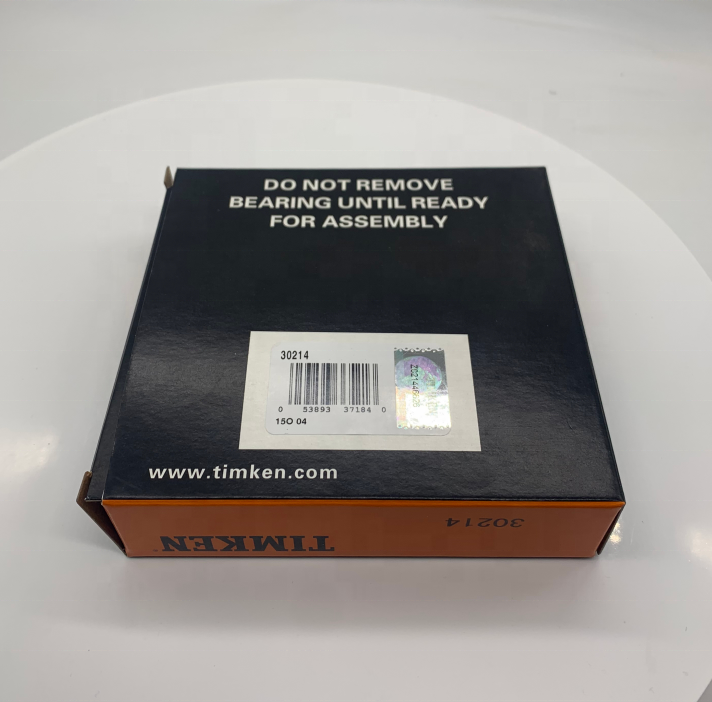 DO NOT REMOVE
BEARING UNTIL READY
FOR ASSEMBLY
30214
0 53893 37184 0
15O 04
www.timken.com
TIMKEN
30214